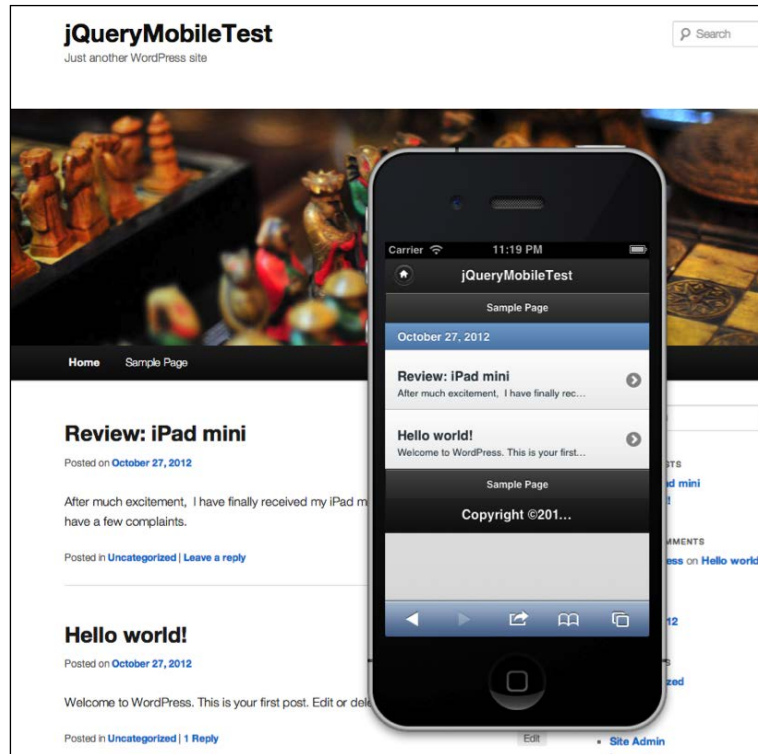 jQueryMobileTest
Just another WordPress site
Search
Home Sample Page
Review: iPad mini
Posted on October 27, 2012
After much excitement, I have finally received my iPad m
have a few complaints.
Posted in Uncategorized | Leave a reply
Hello world!
Posted on October 27, 2012
Welcome to WordPress. This is your first post. Edit or dele
Posted in Uncategorized | 1 Reply
Edit
Carrier 11:19 PM
jQueryMobileTest
Sample Page
October 27, 2012
Review: iPad mini
After much excitement, I have finally rec…
Hello world!
Welcome to WordPress. This is your first…
Sample Page
Copyright ©201…
STS
d mini
!
MMENTS
ess on Hello world
12
S
zed
Site Admin